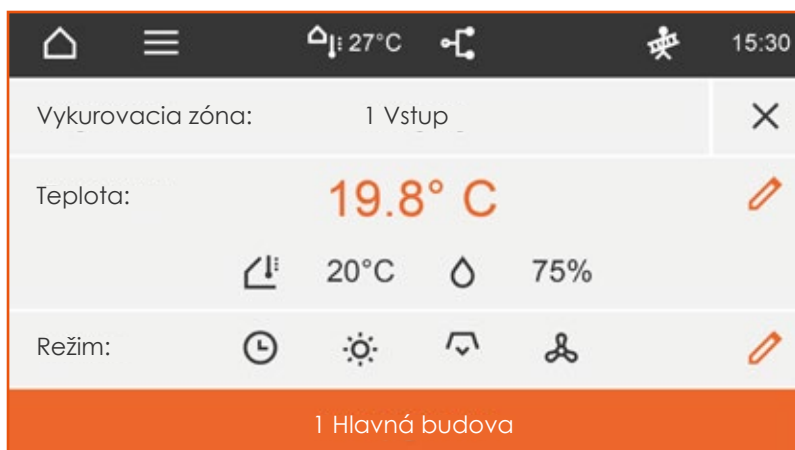 27°C 15:30
Vykurovacia zóna: 1 Vstup
Teplota: 19.8° C
20°C 75%
Režim:
1 Hlavná budova